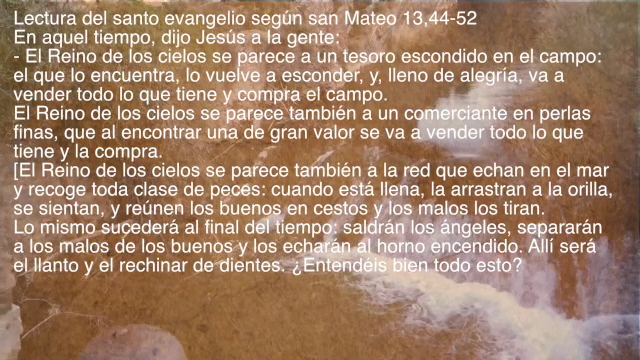 Lectura del santo evangelio según san Mateo 13,44-52
En aquel tiempo, dijo Jesús a la gente:
- El Reino de los cielos se parece a un tesoro escondido en el campo:
el que lo encuentra, lo vuelve a esconder, y, lleno de alegría, va a
vender todo lo que tiene y compra el campo.
El Reino de los cielos se parece también a un comerciante en perlas
finas, que al encontrar una de gran valor se va a vender todo lo que
tiene y la compra.
[El Reino de los cielos se parece también a la red que echan en el mar
y recoge toda clase de peces: cuando está llena, la arrastran a la orilla,
se sientan, y reúnen los buenos en cestos y los malos los tiran.
Lo mismo sucederá al final del tiempo: saldrán los ángeles, separarán
a los malos de los buenos y los echarán al horno encendido. Allí será
el llanto y el rechinar de dientes. ¿Entendéis bien todo esto?